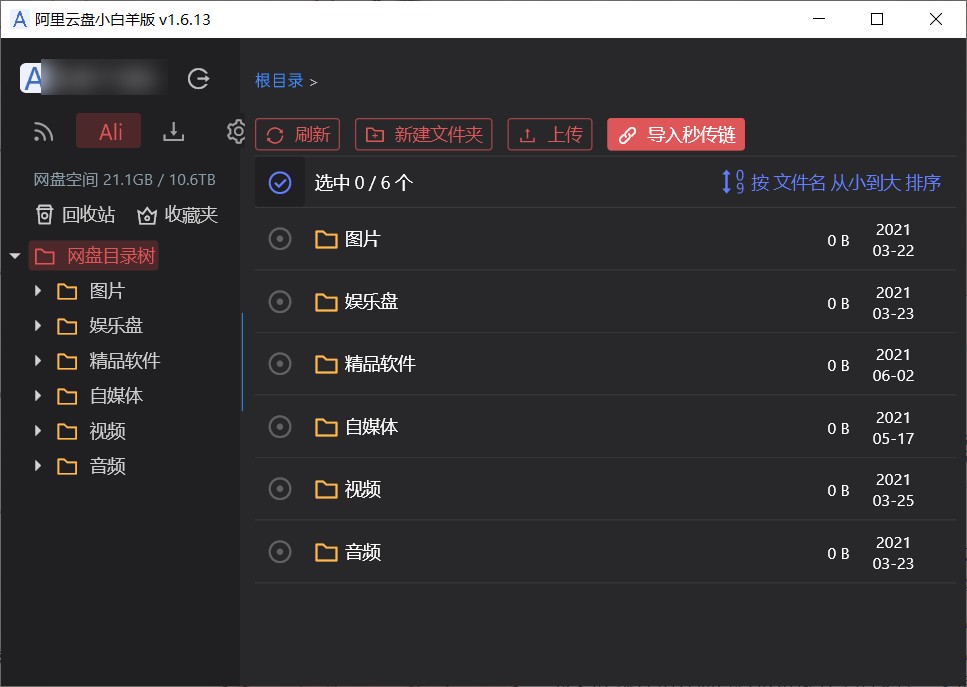 阿里云盘小白羊版 v1.6.13
A
根目录 >
Ali
刷新 新建文件夹 上传 导入秒传链
网盘空间 21.1GB / 10.6TB
选中 0 / 6 个
按 文件名 从小到大 排序
回收站 收藏夹
网盘目录树
图片
娱乐盘
精品软件
自媒体
视频
音频
图片 0 B 2021
03-22
娱乐盘 0 B 2021
03-23
精品软件 0 B 2021
06-02
自媒体 0 B 2021
05-17
视频 0 B 2021
03-25
音频 0 B 2021
03-23